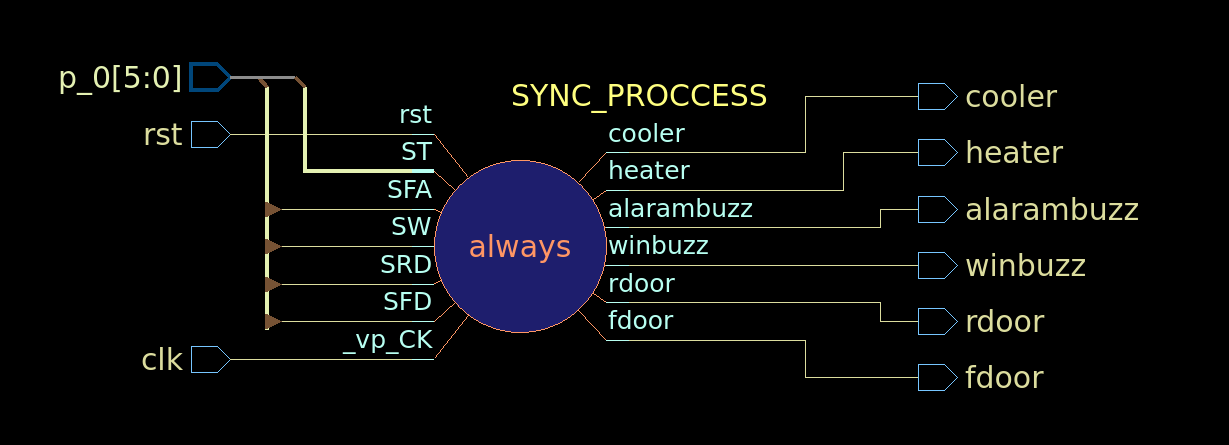 p_0[5:0]
rst
clk
SYNC_PROCCESS
rst
ST
SFA
SW
SRD
SFD
_vp_CK
always
cooler
heater
alarambuzz
winbuzz
rdoor
fdoor
cooler
heater
alarambuzz
winbuzz
rdoor
fdoor